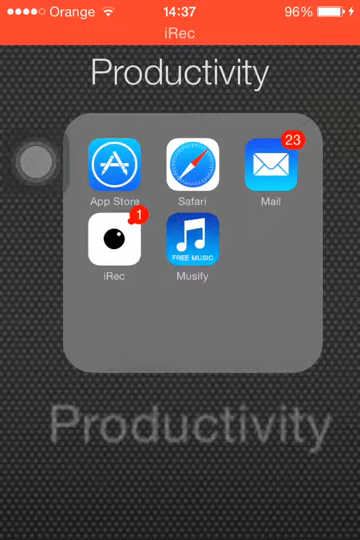 Orange 14:37 96%
iRec
Productivity
23
App Store Safari Mail
1
FREE MUSIC
iRec Musify
Productivity